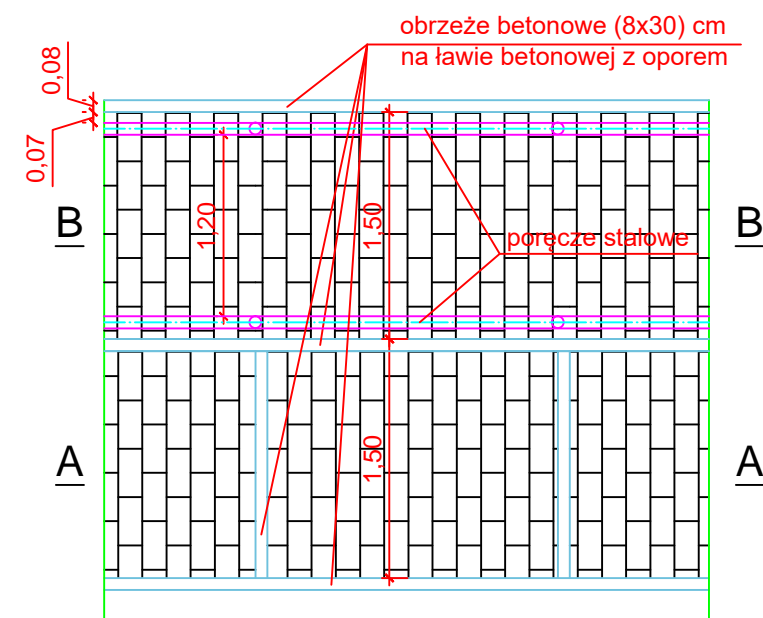 obrzeże betonowe (8x30) cm
na ławie betonowej z oporem
0,08
0,07
B
1,20
1,50
poręcze stalowe
B
A
1,50
A